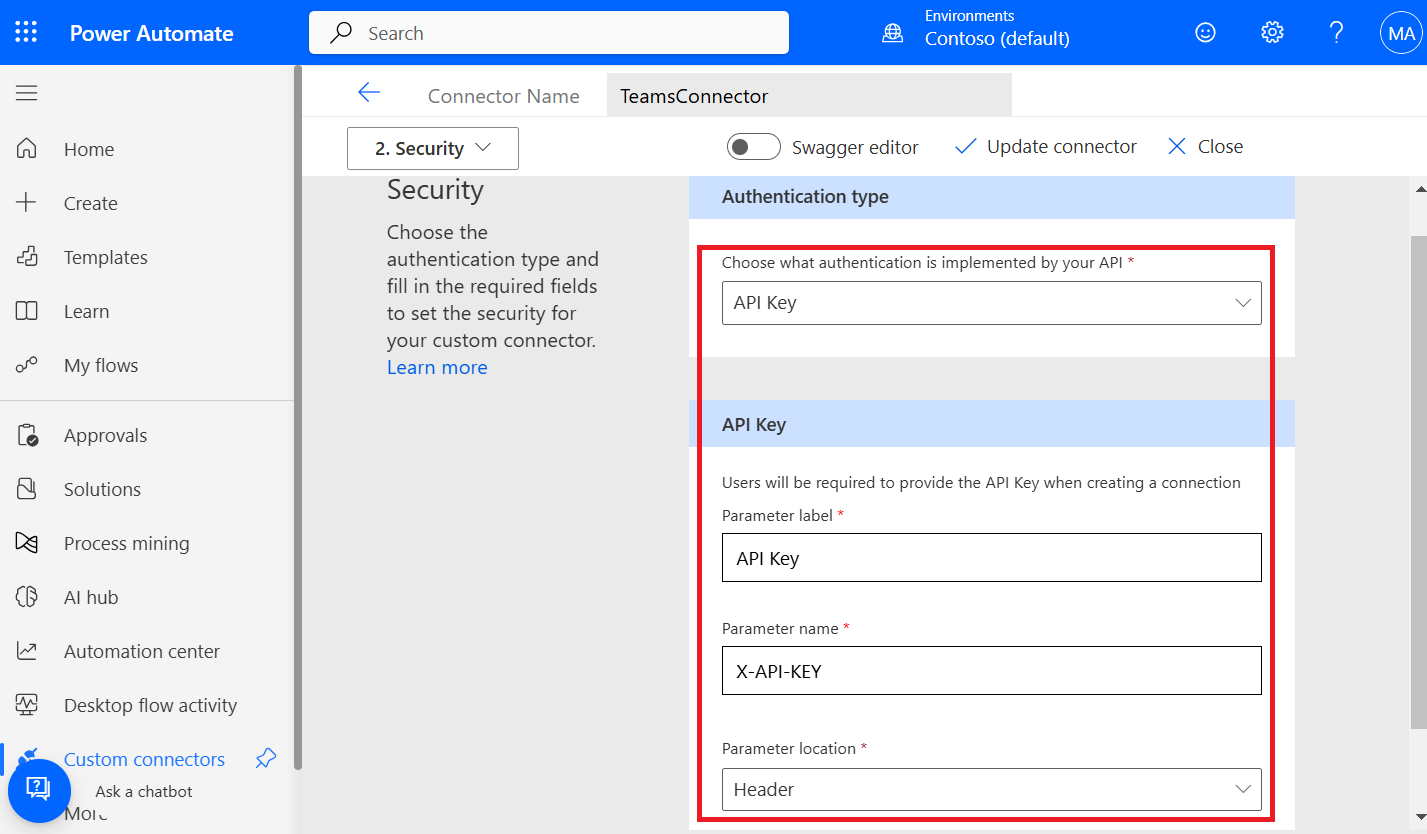 Power Automate
Search
Environments
Contoso (default)
MA
Home
Create
Templates
Learn
My flows
Approvals
Solutions
Process mining
AI hub
Automation center
Desktop flow activity
Custom connectors
Ask a chatbot
More
Connector Name
TeamsConnector
2. Security
Swagger editor
Update connector
Close
Security
Choose the
authentication type and
fill in the required fields
to set the security for
your custom connector.
Learn more
Authentication type
Choose what authentication is implemented by your API *
API Key
API Key
Users will be required to provide the API Key when creating a connection
Parameter label *
API Key
Parameter name *
X-API-KEY
Parameter location *
Header